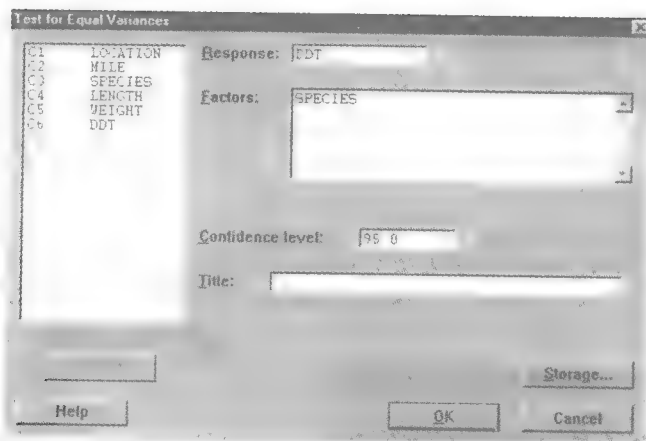 Test for Equal Variances
C1 LOCATION
C2 MILE
C3 SPECIES
C4 LENGTH
C5 WEIGHT
C6 DDT
Response: DDT
Factors: SPECIES
Confidence level: 95.0
Title:
Storage...
Help
OK
Cancel